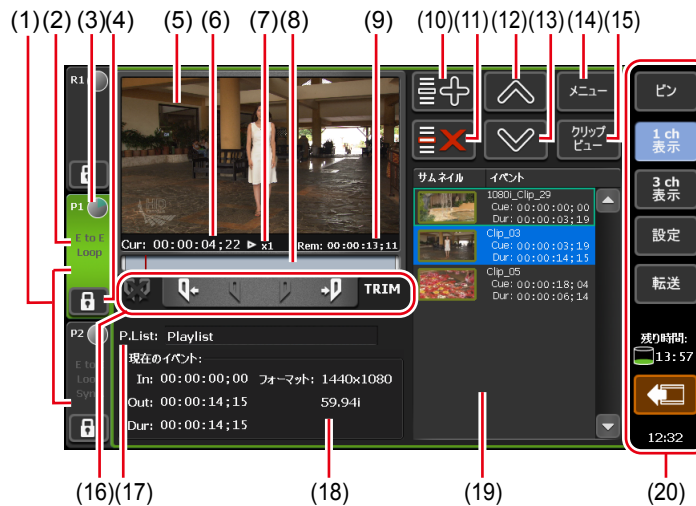 (1)(2) (3)(4) (5) (6) (7)(8) (9) (10)(11) (12)(13) (14) (15)
R1
P1
E to E
Loop
P2
E to
Loo
Syn
Cur: 00:00:04;22 x1 Rem: 00:00:13;11
TRIM
P.List: Playlist
現在のイベント:
In: 00:00:00;00 フォーマット: 1440x1080
Out: 00:00:14;15 59.94i
Dur: 00:00:14;15
メニュー
クリップ
ビュー
サムネイル イベント
1080i_Clip_29
Cue: 00:00:00;00
Dur: 00:00:03;19
Clip_03
Cue: 00:00:03;19
Dur: 00:00:14;15
Clip_05
Cue: 00:00:18;04
Dur: 00:00:06;14
ピン
1 ch
表示
3 ch
表示
設定
転送
残り時間:
13:57
12:32
(16)(17) (18) (19) (20)